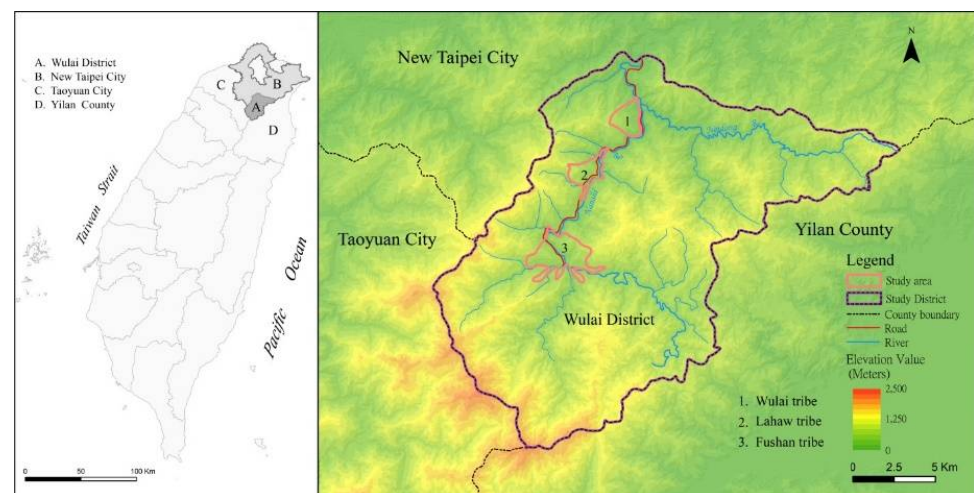 A. Wulai District
B. New Taipei City
C. Taoyuan City
D. Yilan County
C
B
A
D
Taiwan Strait
Pacific Ocean
0 50 100 Km
New Taipei City
N
1
2
Taoyuan City
Yilan County
3
Wulai District
Legend
Study area
Study District
County boundary
Road
River
Elevation Value
(Meters)
2,500
1,250
0
1. Wulai tribe
2. Lahaw tribe
3. Fushan tribe
0 2.5 5 Km